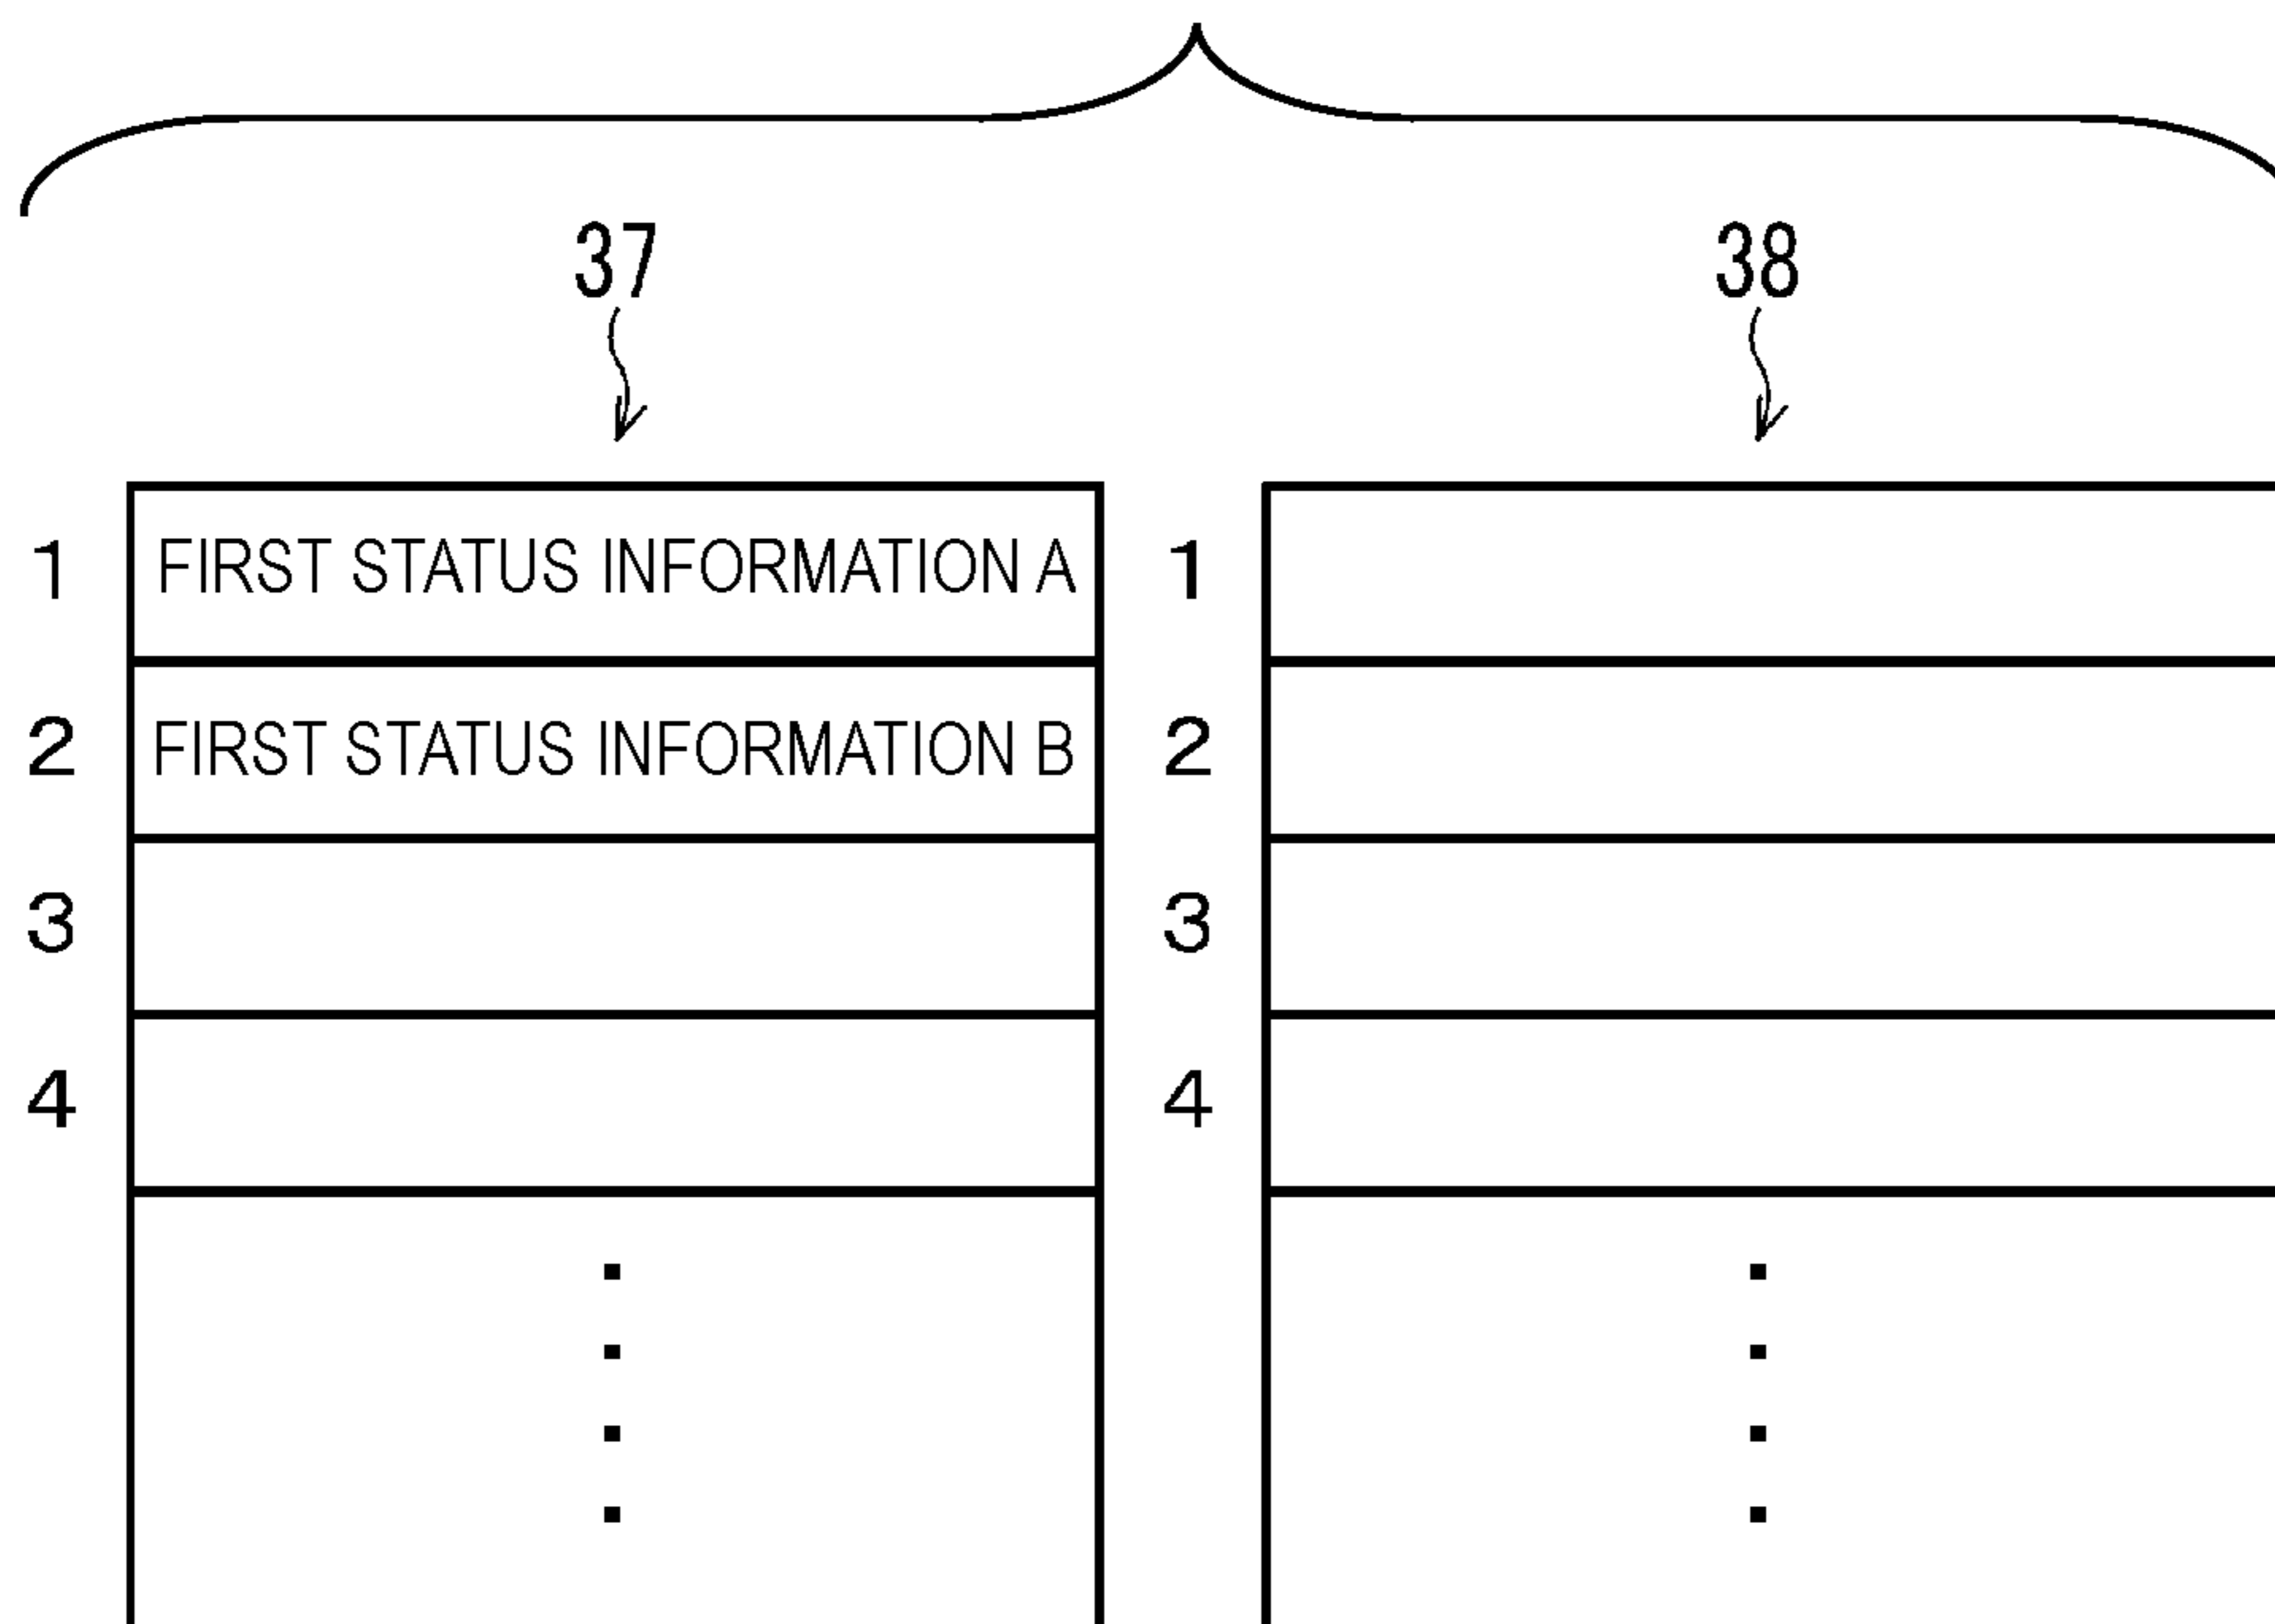 37 38
1 FIRST STATUS INFORMATION A 1
2 FIRST STATUS INFORMATION B 2
3 3
4 4